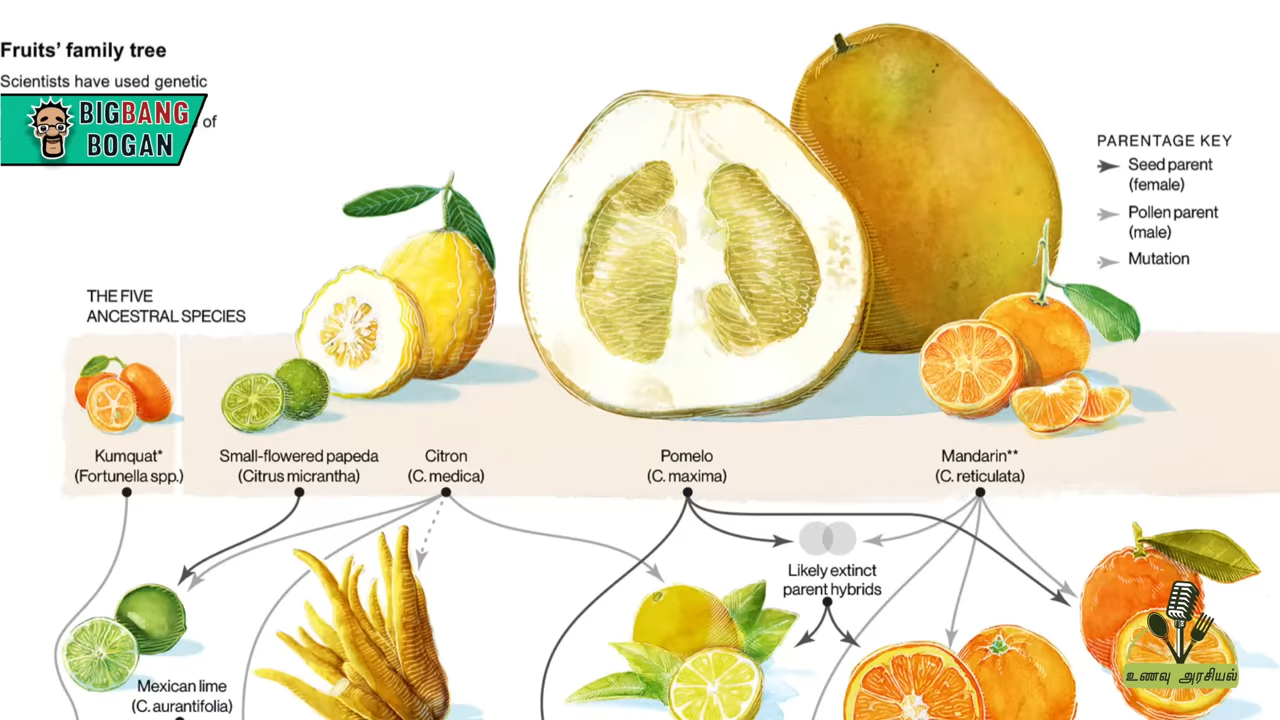 Fruits’ family tree
Scientists have used genetic
BIGBANG
of
BOGAN
PARENTAGE KEY
Seed parent
(female)
Pollen parent
(male)
Mutation
THE FIVE
ANCESTRAL SPECIES
Kumquat*
(Fortunella spp.)
Small-flowered papeda
(Citrus micrantha)
Citron
(C. medica)
Pomelo
(C. maxima)
Mandarin**
(C. reticulata)
Likely extinct
parent hybrids
Mexican lime
(C. aurantifolia)
உணவு அரசியல்